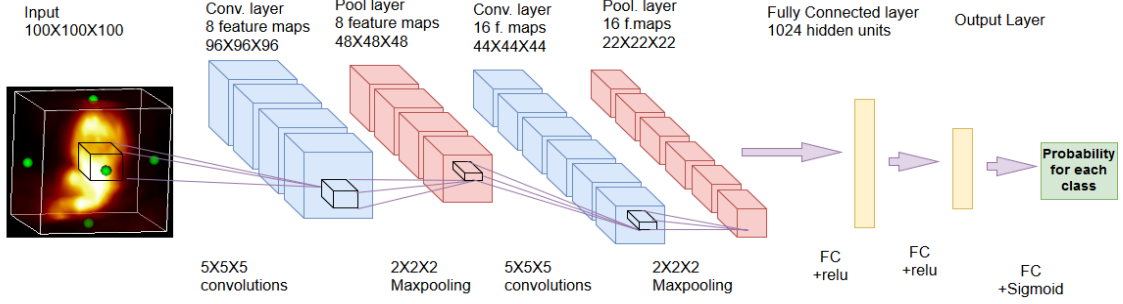 Input
100X100X100
Conv. layer
8 feature maps
96X96X96
Pool layer
8 feature maps
48X48X48
Conv. layer
16 f. maps
44X44X44
Pool. layer
16 f.maps
22X22X22
Fully Connected layer
1024 hidden units
Output Layer
Probability
for each
class
5X5X5
convolutions
2X2X2
Maxpooling
5X5X5
convolutions
2X2X2
Maxpooling
FC
+relu
FC
+relu
FC
+Sigmoid